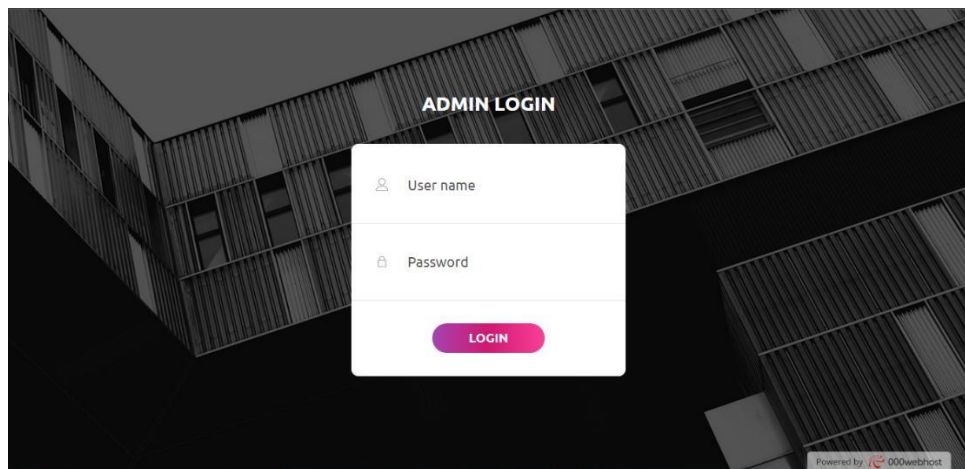 ADMIN LOGIN
User name
Password
LOGIN
Powered by 000webhost